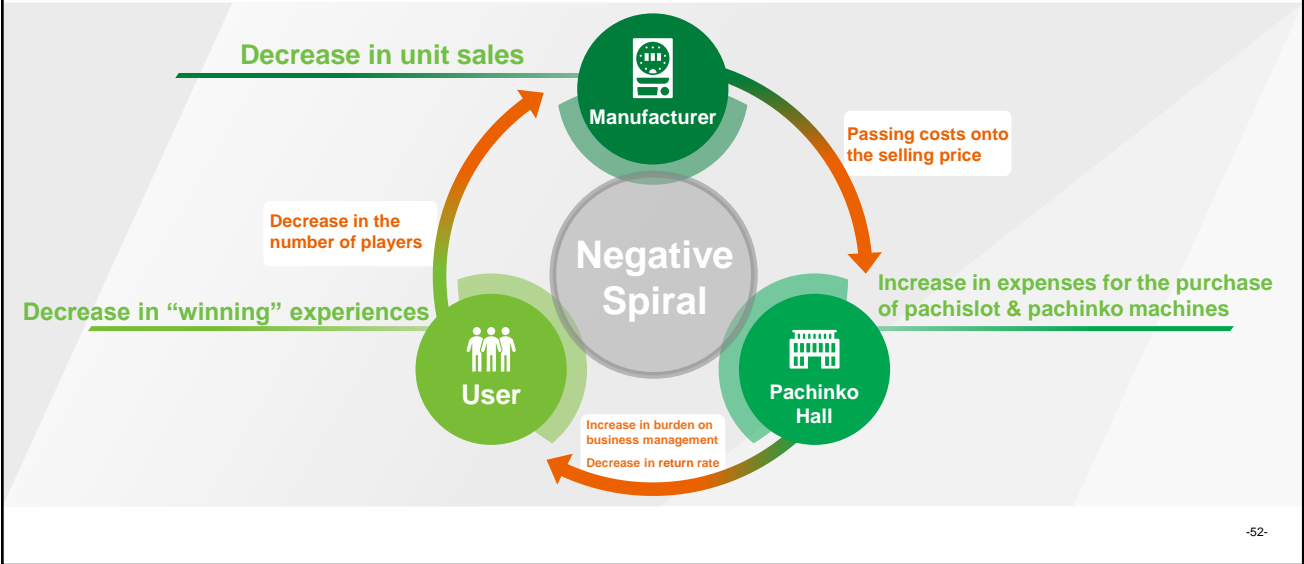 Decrease in unit sales
Manufacturer
Passing costs onto
the selling price
Decrease in the
number of players
Negative
Spiral
Increase in expenses for the purchase
of pachislot & pachinko machines
Decrease in “winning” experiences
User
Pachinko
Hall
Increase in burden on
business management
Decrease in return rate
-52-